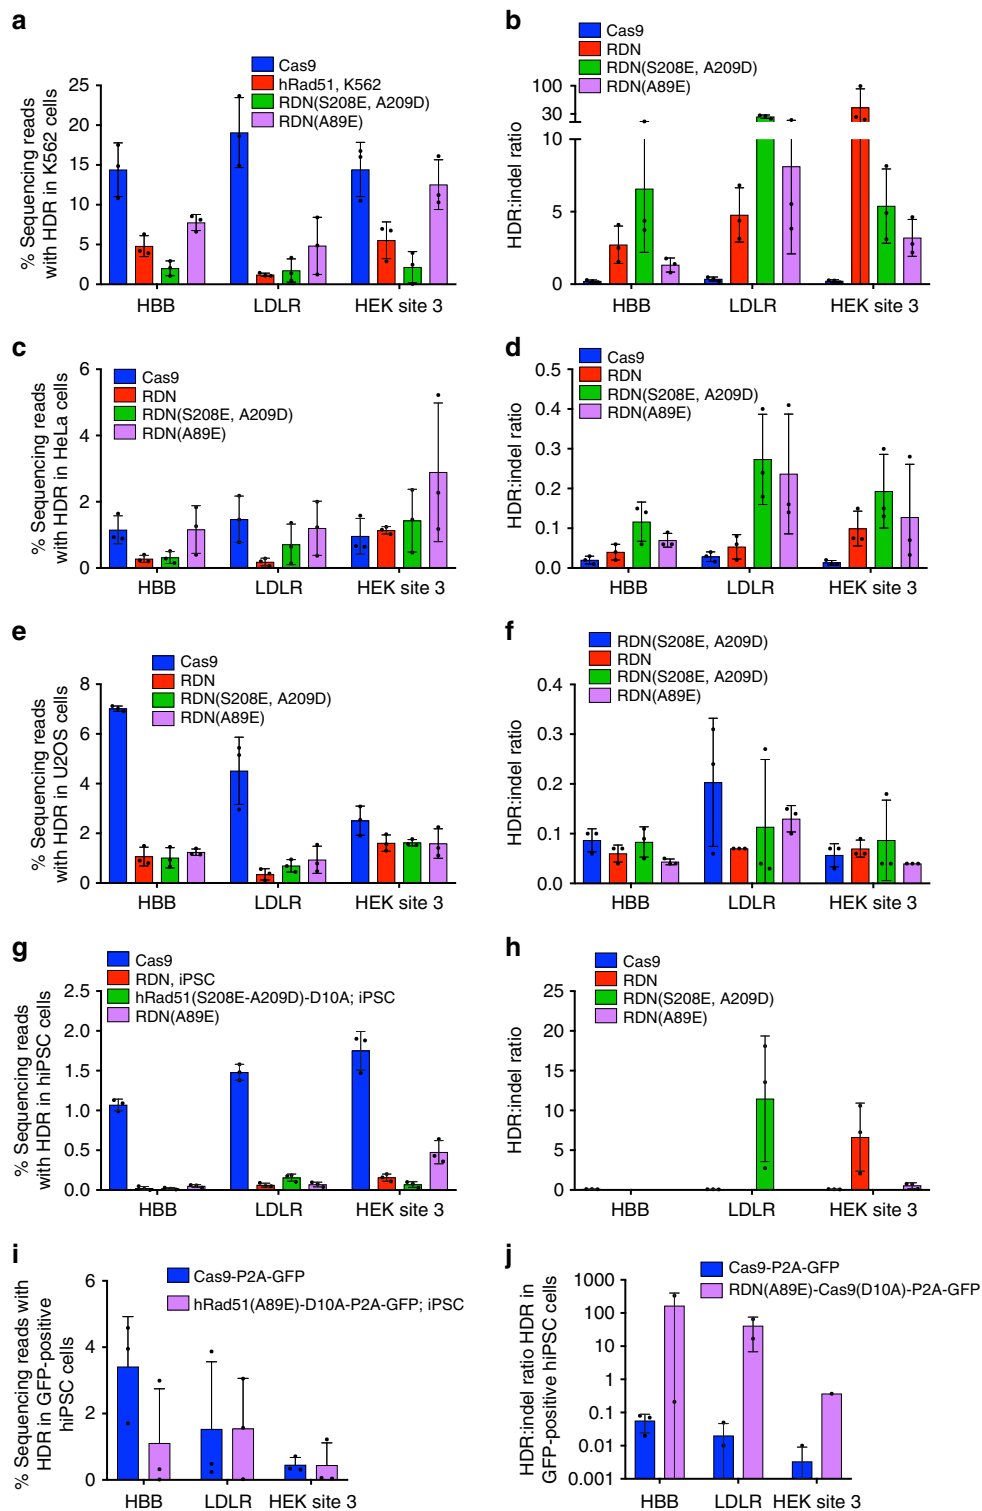 a
Cas9
hRad51, K562
RDN(S208E, A209D)
RDN(A89E)
% Sequencing reads
with HDR in K562 cells
25
20
15
10
5
0
HBB
LDLR
HEK site 3
b
Cas9
RDN
RDN(S208E, A209D)
RDN(A89E)
HDR:indel ratio
100
30
10
5
0
HBB
LDLR
HEK site 3
c
Cas9
RDN
RDN(S208E, A209D)
RDN(A89E)
% Sequencing reads
with HDR in HeLa cells
6
4
2
0
HBB
LDLR
HEK site 3
d
Cas9
RDN
RDN(S208E, A209D)
RDN(A89E)
HDR:indel ratio
0.5
0.4
0.3
0.2
0.1
0.0
HBB
LDLR
HEK site 3
e
Cas9
RDN
RDN(S208E, A209D)
RDN(A89E)
% Sequencing reads
with HDR in U2OS cells
8
6
4
2
0
HBB
LDLR
HEK site 3
f
RDN(S208E, A209D)
RDN
RDN(S208E, A209D)
RDN(A89E)
HDR:indel ratio
0.4
0.3
0.2
0.1
0.0
HBB
LDLR
HEK site 3
g
Cas9
RDN, iPSC
hRad51(S208E-A209D)-D10A; iPSC
RDN(A89E)
% Sequencing reads
with HDR in hiPSC cells
2.5
2.0
1.5
1.0
0.5
0.0
HBB
LDLR
HEK site 3
h
Cas9
RDN
RDN(S208E, A209D)
RDN(A89E)
HDR:indel ratio
25
20
15
10
5
0
HBB
LDLR
HEK site 3
i
Cas9-P2A-GFP
hRad51(A89E)-D10A-P2A-GFP; iPSC
% Sequencing reads with
HDR in GFP-positive
hiPSC cells
6
4
2
0
HBB
LDLR
HEK site 3
j
Cas9-P2A-GFP
RDN(A89E)-Cas9(D10A)-P2A-GFP
HDR:indel ratio HDR in
GFP-positive hiPSC cells
1000
100
10
1
0.1
0.01
0.001
HBB
LDLR
HEK site 3